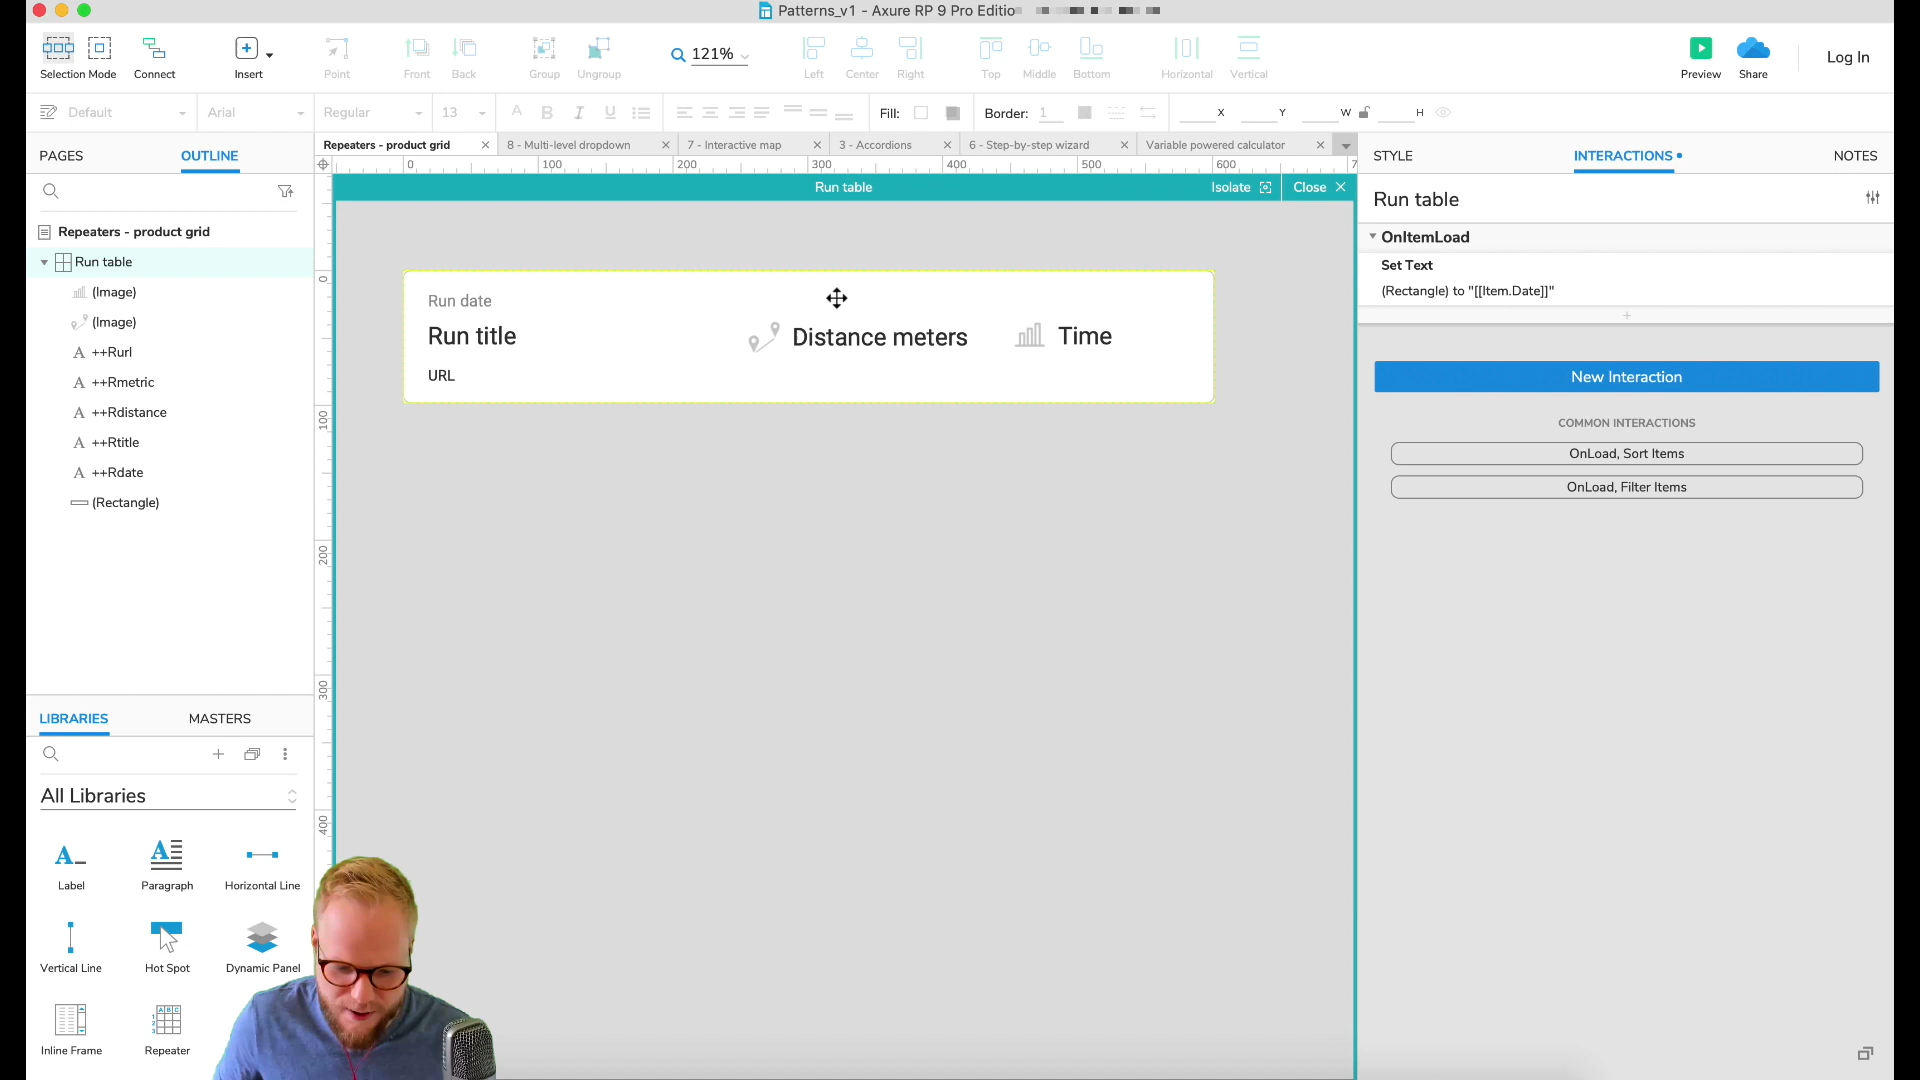 Patterns_v1 - Axure RP 9 Pro Editio
121%
Selection Mode
Connect
Insert
Point
Front
Back
Group
Ungroup
Left
Center
Right
Top
Middle
Bottom
Horizontal
Vertical
Preview
Share
Log In
Default
Arial
Regular
13
A
B
I
U
Fill:
Border:
1
X
Y
W
H
PAGES
OUTLINE
Repeaters - product grid
8 - Multi-level dropdown
7 - Interactive map
3 - Accordions
6 - Step-by-step wizard
Variable powered calculator
STYLE
INTERACTIONS
NOTES
0
100
200
300
400
500
600
7
Run table
Isolate
Close
Run table
Repeaters - product grid
Run table
(Image)
(Image)
A ++Rurl
A ++Rmetric
A ++Rdistance
A ++Rtitle
A ++Rdate
(Rectangle)
0
100
200
300
400
Run date
Run title
Distance meters
Time
URL
OnItemLoad
Set Text
(Rectangle) to "[[Item.Date]]"
New Interaction
COMMON INTERACTIONS
OnLoad, Sort Items
OnLoad, Filter Items
LIBRARIES
MASTERS
All Libraries
Label
Paragraph
Horizontal Line
Vertical Line
Hot Spot
Dynamic Panel
Inline Frame
Repeater